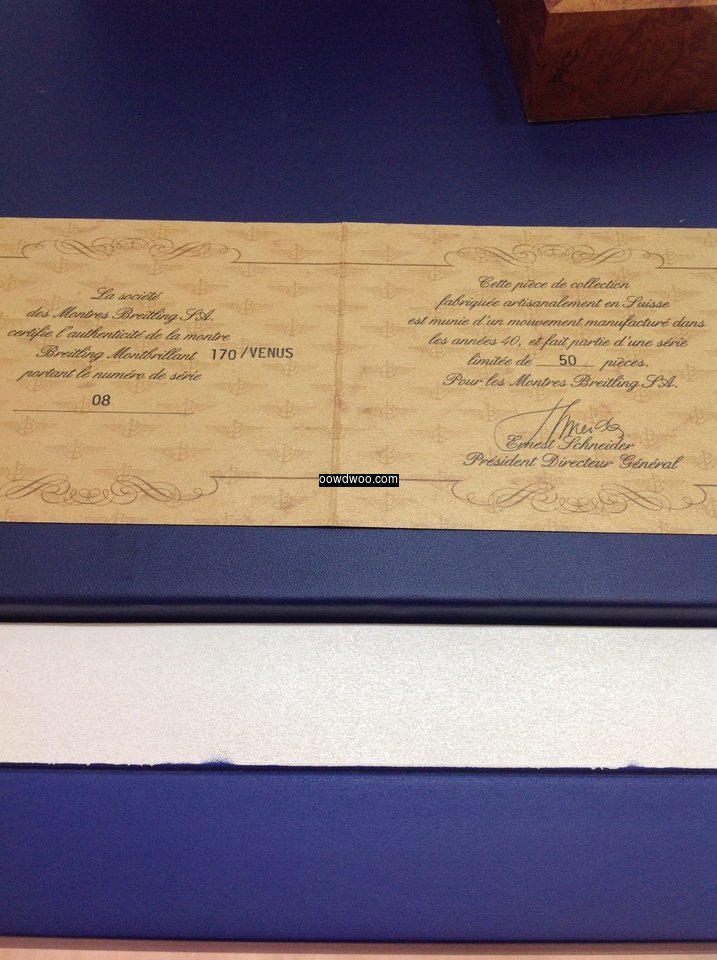 La société
des Montres Breitling S.A.
certifie l'authenticité de la montre
Breitling Montbrillant 170/VENUS
portant le numéro de série
08
Cette pièce de collection
fabriquée artisanalement en Suisse
est munie d'un mouvement manufacturé dans
les années 40, et fait partie d'une série
limitée de 50 pièces.
Pour les Montres Breitling S.A.
Ernest Schneider
Président Directeur Général
oowdwoo.com